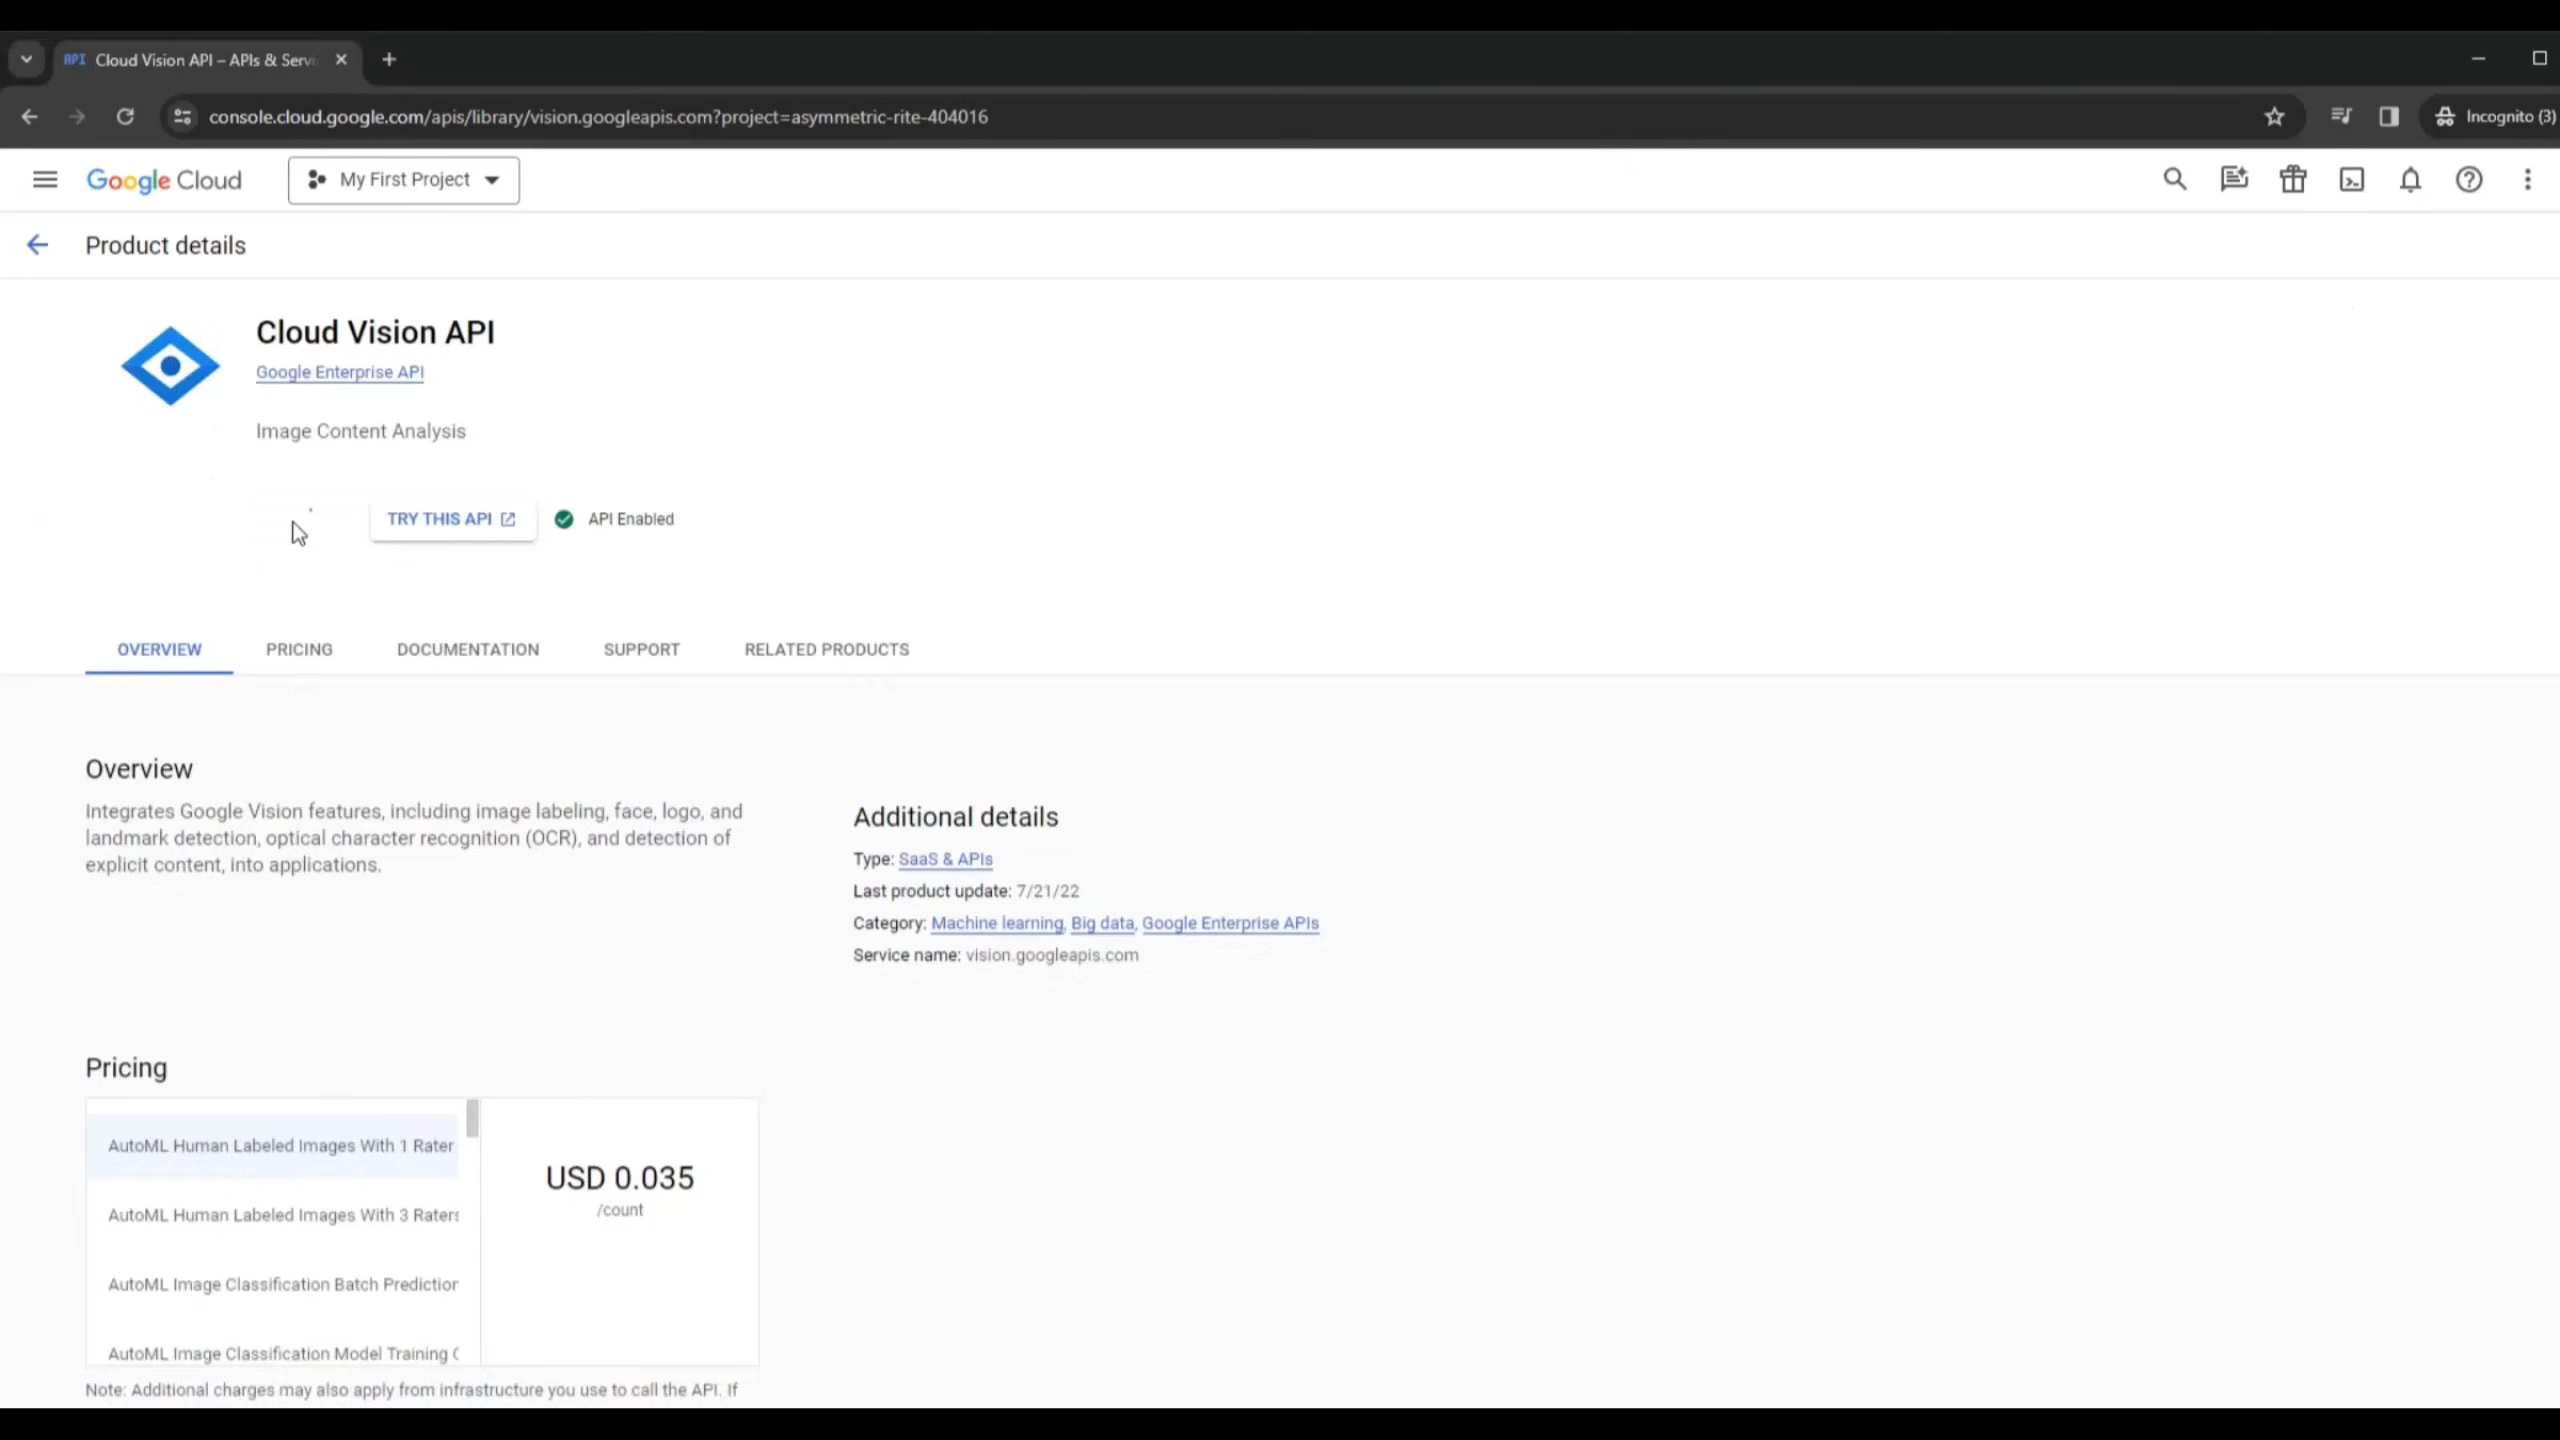 API Cloud Vision API – APIs & Servi
console.cloud.google.com/apis/library/vision.googleapis.com?project=asymmetric-rite-404016
Incognito (3)
Google Cloud
My First Project
Product details
Cloud Vision API
Google Enterprise API
Image Content Analysis
TRY THIS API
API Enabled
OVERVIEW
PRICING
DOCUMENTATION
SUPPORT
RELATED PRODUCTS
Overview
Integrates Google Vision features, including image labeling, face, logo, and
landmark detection, optical character recognition (OCR), and detection of
explicit content, into applications.
Additional details
Type: SaaS & APIs
Last product update: 7/21/22
Category: Machine learning, Big data, Google Enterprise APIs
Service name: vision.googleapis.com
Pricing
AutoML Human Labeled Images With 1 Rater
AutoML Human Labeled Images With 3 Raters
AutoML Image Classification Batch Prediction
AutoML Image Classification Model Training
USD 0.035
/count
Note: Additional charges may also apply from infrastructure you use to call the API. If